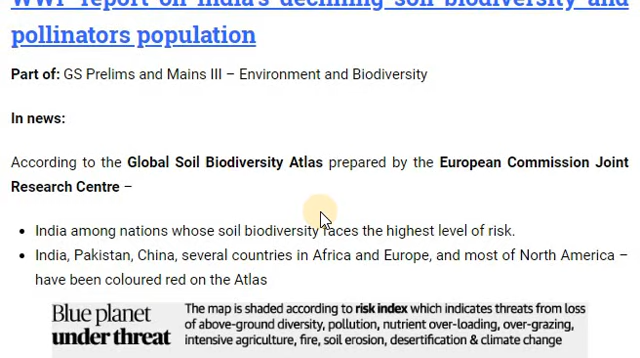 WWF report on India's declining soil biodiversity and
pollinators population
Part of: GS Prelims and Mains III – Environment and Biodiversity
In news:
According to the Global Soil Biodiversity Atlas prepared by the European Commission Joint
Research Centre –
• India among nations whose soil biodiversity faces the highest level of risk.
• India, Pakistan, China, several countries in Africa and Europe, and most of North America –
have been coloured red on the Atlas
Blue planet
under threat
The map is shaded according to risk index which indicates threats from loss
of above-ground diversity, pollution, nutrient over-loading, over-grazing,
intensive agriculture, fire, soil erosion, desertification & climate change